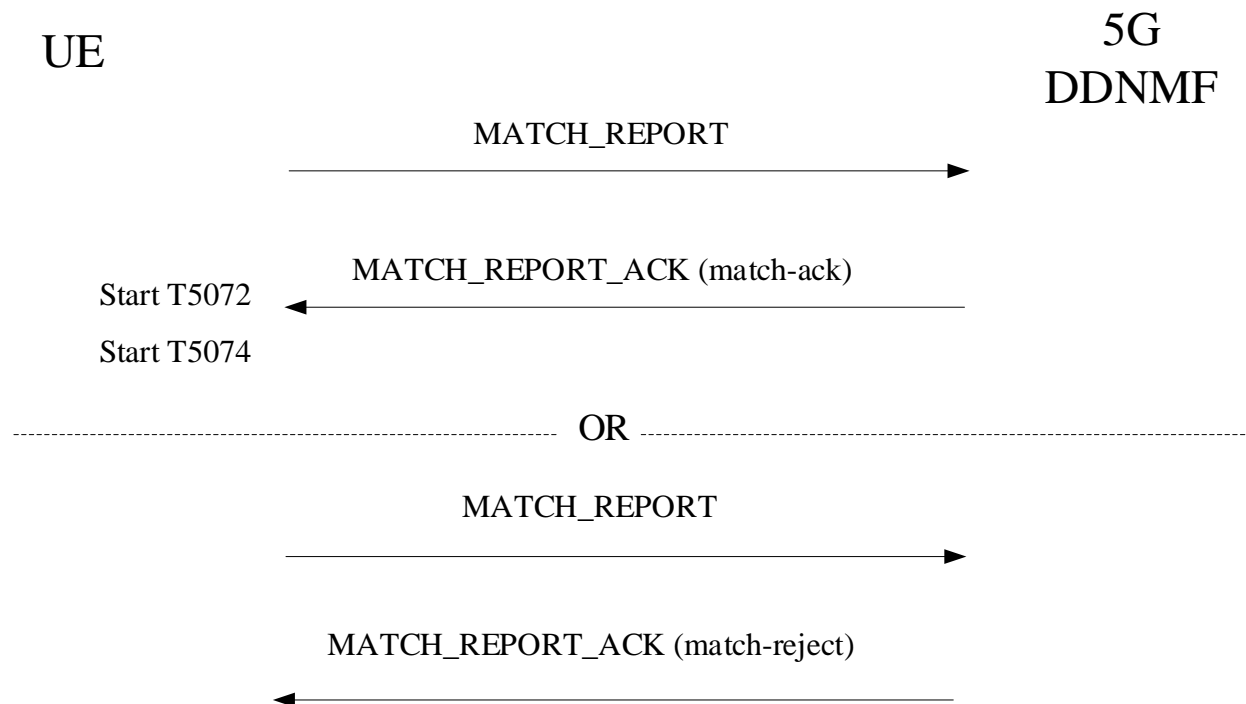 UE
5G
DDNMF
MATCH_REPORT
MATCH_REPORT_ACK (match-ack)
Start T5072
Start T5074
OR
MATCH_REPORT
MATCH_REPORT_ACK (match-reject)